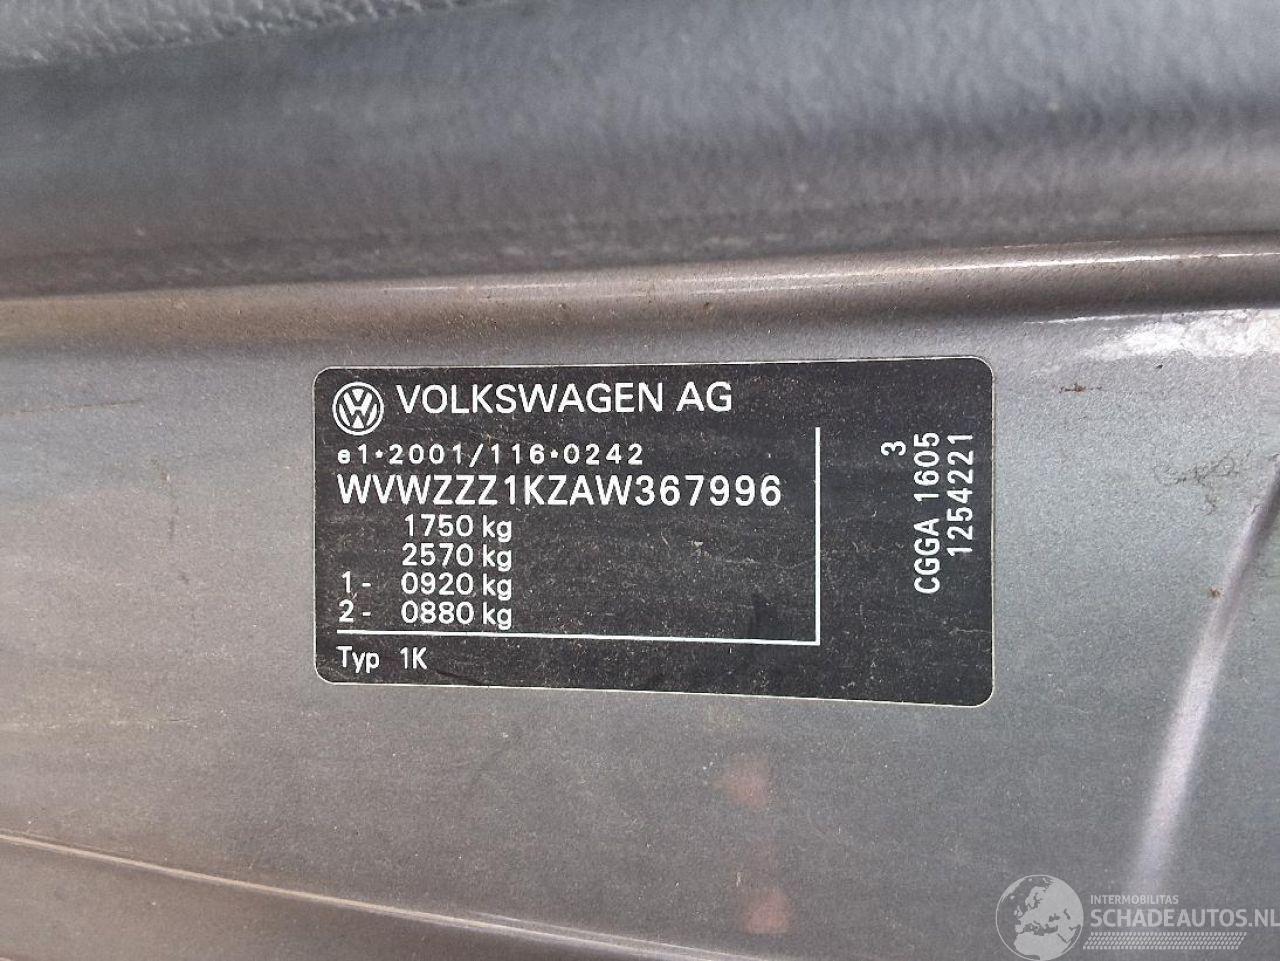 VOLKSWAGEN AG
e1*2001/116*0242
WVWZZZ1KZAW367996
1750 kg
2570 kg
1- 0920 kg
2- 0880 kg
Typ 1K
3
CGGA 1605
1254221
INTERMOBILITAS
SCHADEAUTOS.NL